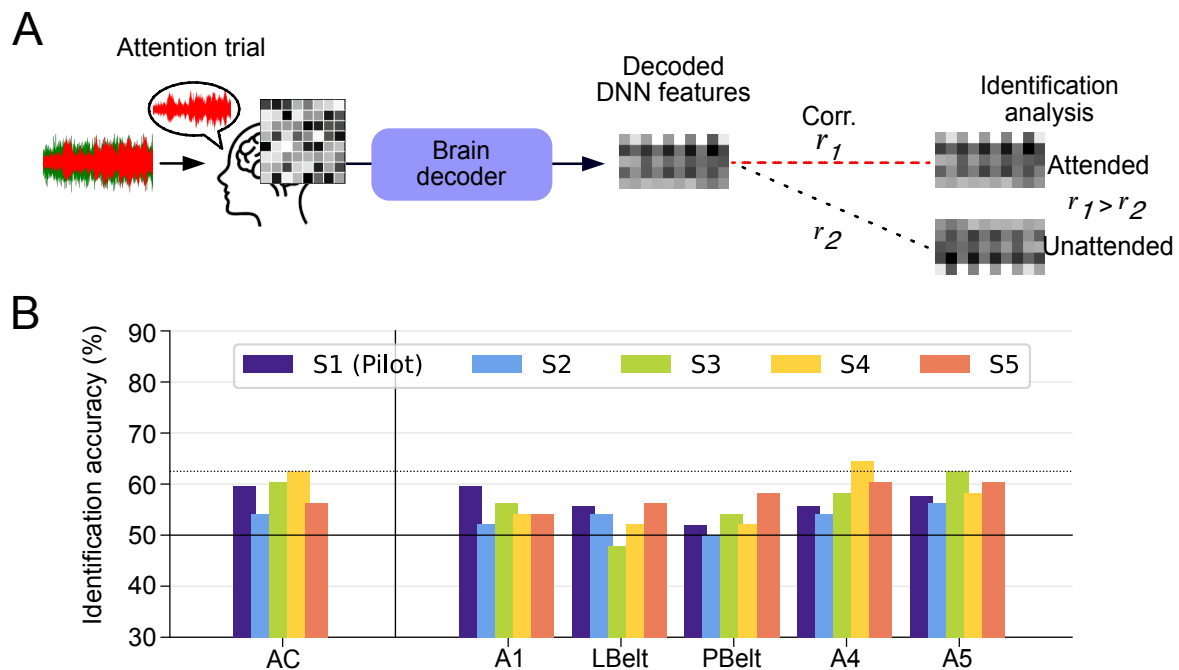 A
Attention trial
Decoded
DNN features
Identification
analysis
Corr.
r1
Brain
decoder
Attended
r1 > r2
r2
Unattended
B
Identification accuracy (%)
90
80
70
60
50
40
30
S1 (Pilot) S2 S3 S4 S5
AC A1 LBelt PBelt A4 A5